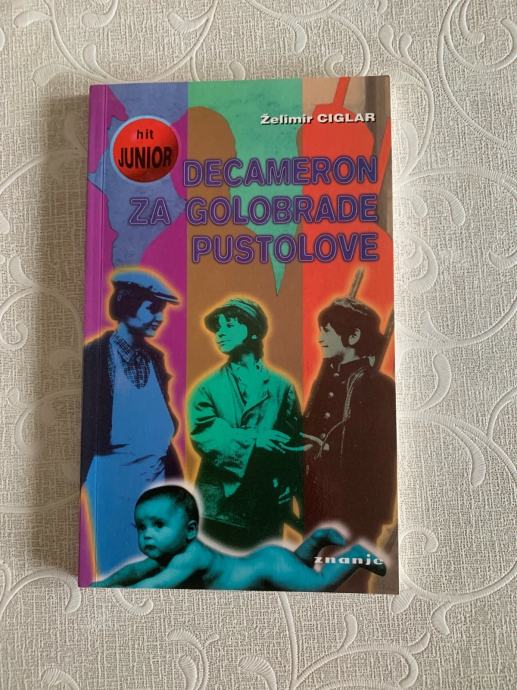 Želimir CIGLAR
hit
JUNIOR
DECAMERON
ZA GOLOBRADE
PUSTOLOVE
znanje